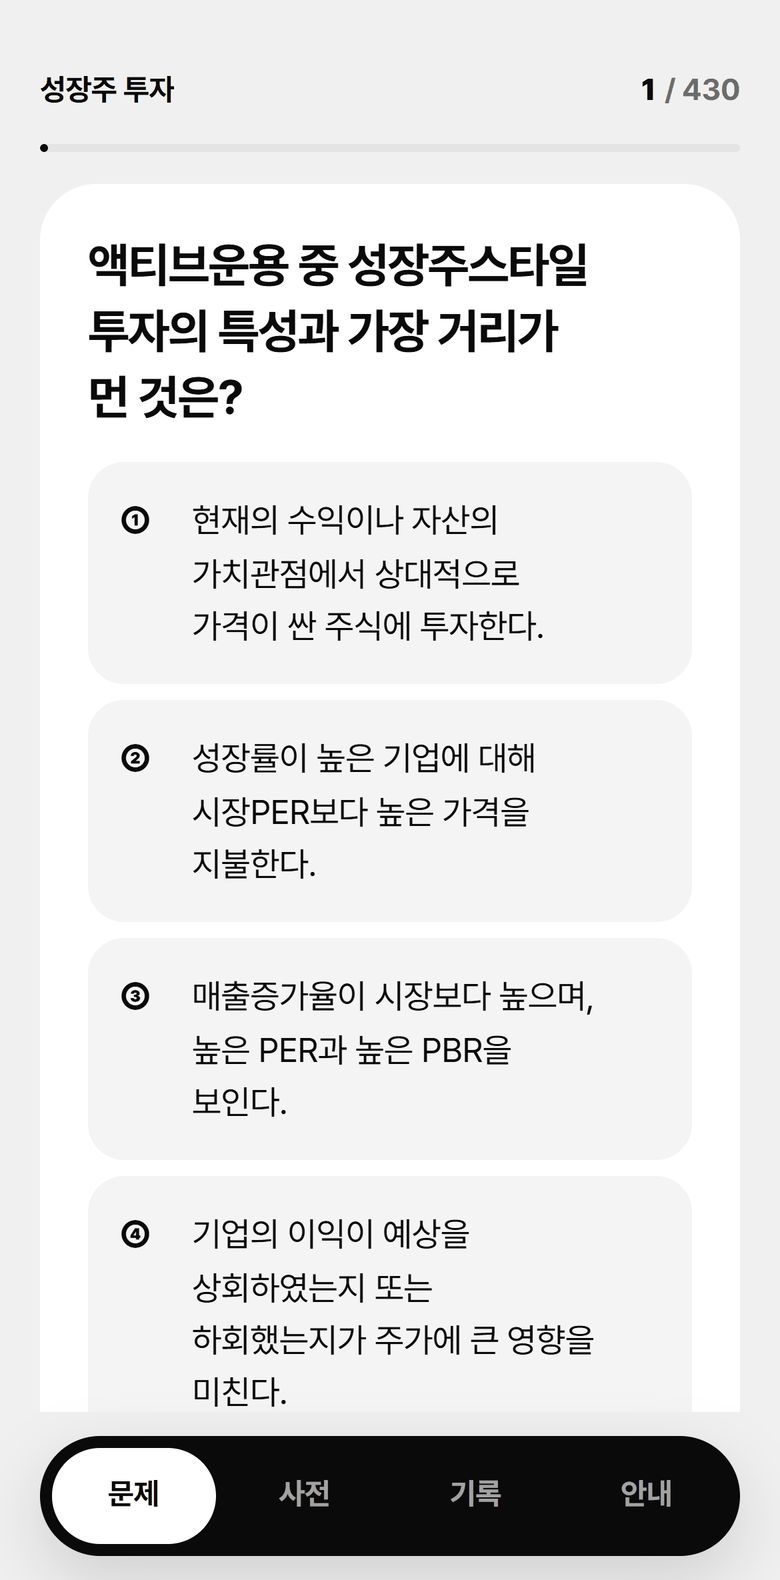 성장주 투자
1 / 430
액티브운용 중 성장주스타일
투자의 특성과 가장 거리가
먼 것은?
① 현재의 수익이나 자산의
가치관점에서 상대적으로
가격이 싼 주식에 투자한다.
② 성장률이 높은 기업에 대해
시장PER보다 높은 가격을
지불한다.
③ 매출증가율이 시장보다 높으며,
높은 PER과 높은 PBR을
보인다.
④ 기업의 이익이 예상을
상회하였는지 또는
하회했는지가 주가에 큰 영향을
미친다.
문제 사전 기록 안내